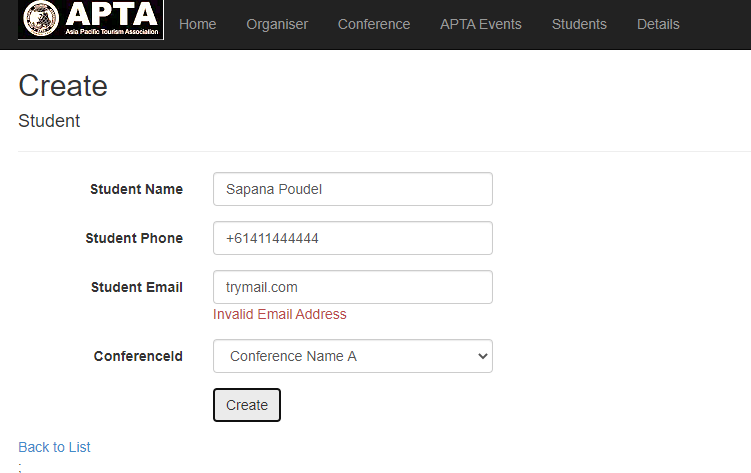 APTA
Asia Pacific Tourism Association
Home Organiser Conference APTA Events Students Details
Create
Student
Student Name Sapana Poudel
Student Phone +61411444444
Student Email trymail.com
Invalid Email Address
ConferenceId Conference Name A
Create
Back to List
;